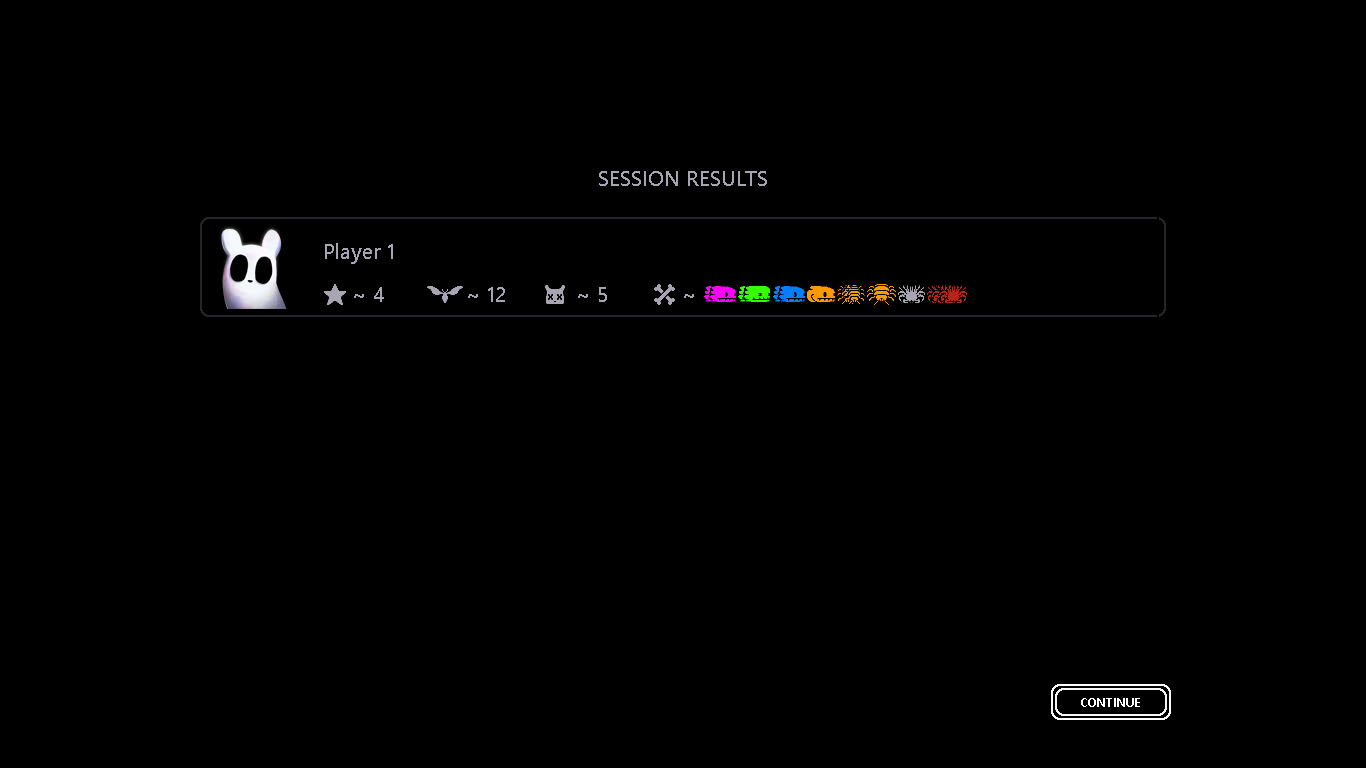 SESSION RESULTS
Player 1
~ 4 ~ 12 ~ 5 ~
CONTINUE